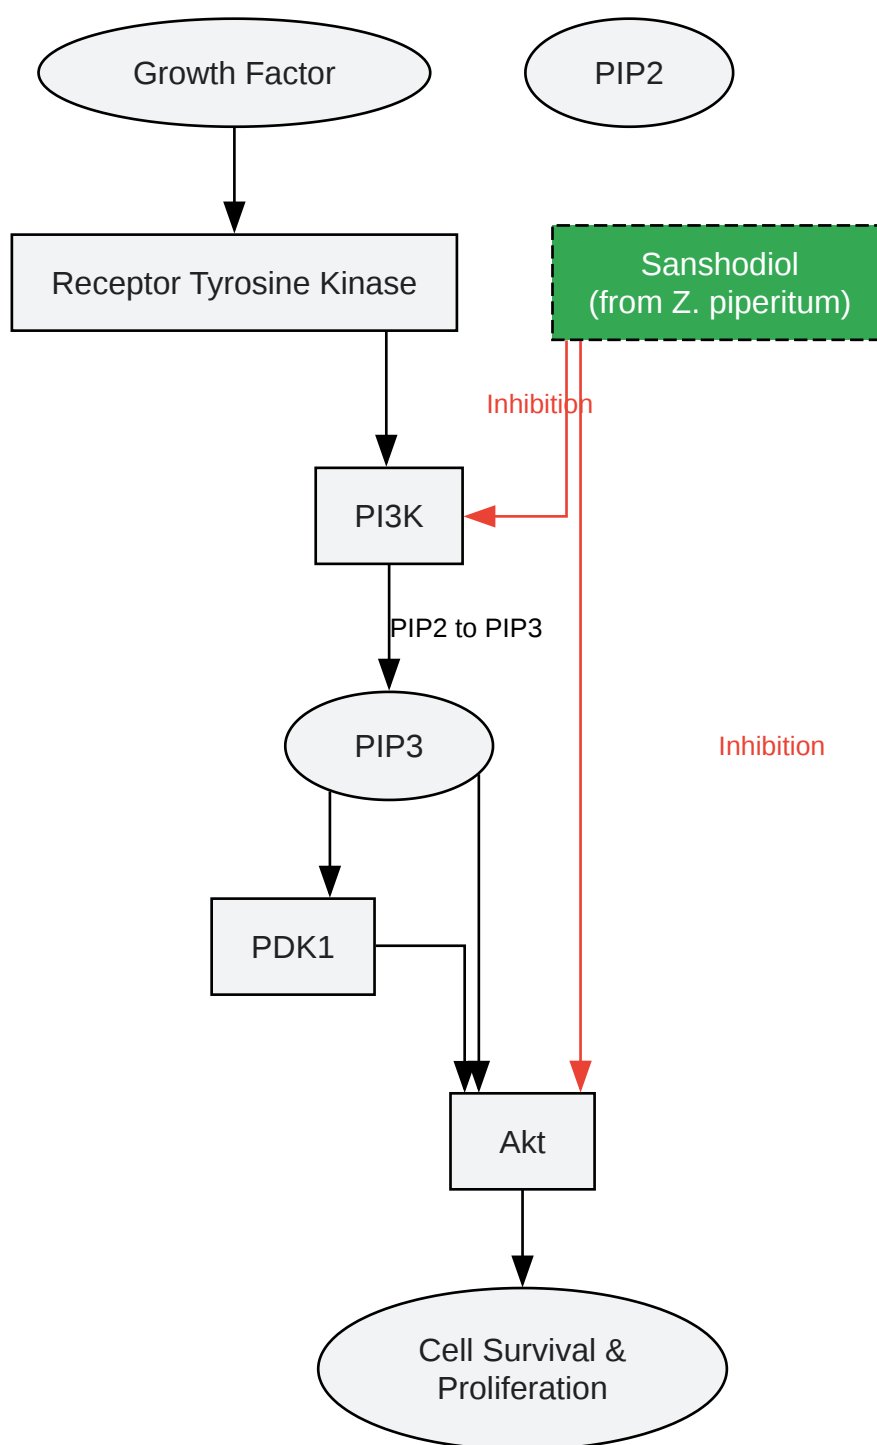 Growth Factor
PIP2
Receptor Tyrosine Kinase
Sanshodiol
(from Z. piperitum)
Inhibition
PI3K
PIP2 to PIP3
PIP3
Inhibition
PDK1
Akt
Cell Survival &
Proliferation